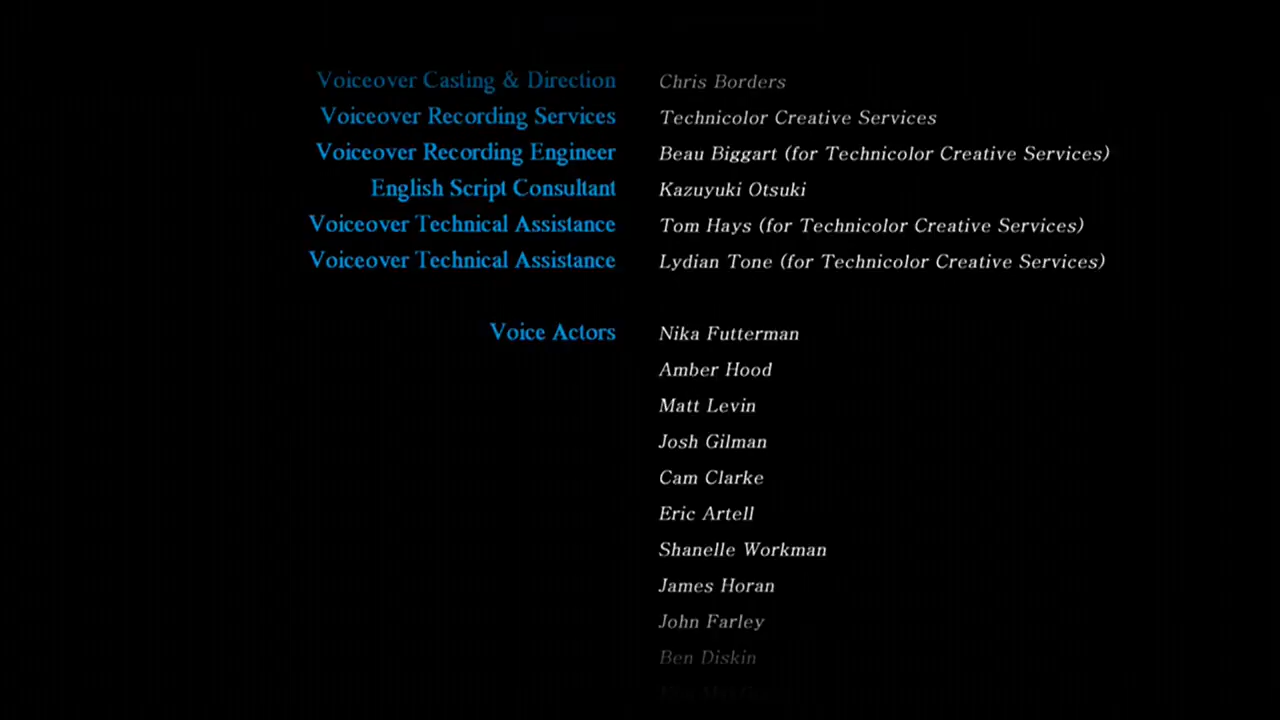 Voiceover Casting & Direction Chris Borders
Voiceover Recording Services Technicolor Creative Services
Voiceover Recording Engineer Beau Biggart (for Technicolor Creative Services)
English Script Consultant Kazuyuki Otsuki
Voiceover Technical Assistance Tom Hays (for Technicolor Creative Services)
Voiceover Technical Assistance Lydian Tone (for Technicolor Creative Services)
Voice Actors Nika Futterman
Amber Hood
Matt Levin
Josh Gilman
Cam Clarke
Eric Artell
Shanelle Workman
James Horan
John Farley
Ben Diskin